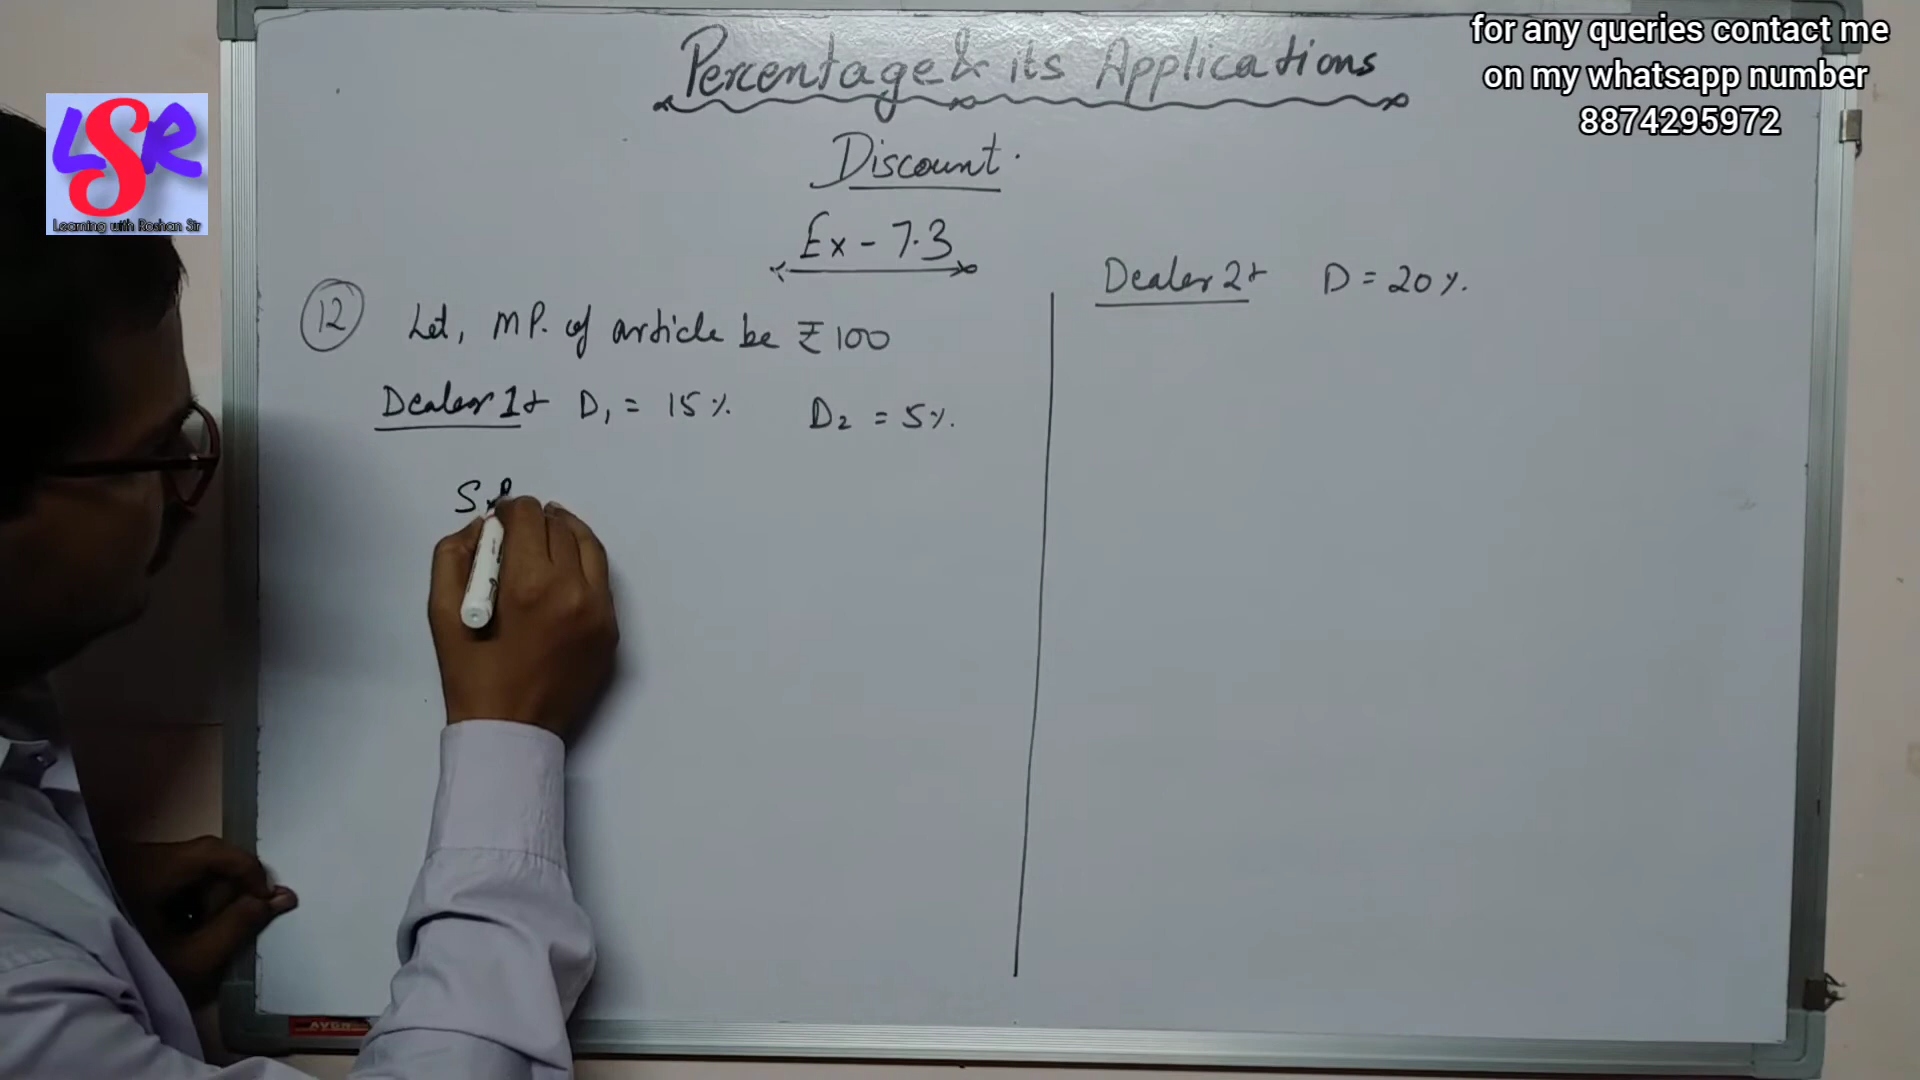 for any queries contact me
on my whatsapp number
8874295972
LSR
Learning with Roshan Sir
Percentage & its Applications
Discount.
Ex - 7.3
12 Let, MP. of article be ₹ 100
Dealer 1 D₁ = 15% D₂ = 5%.
S.P
Dealer 2 D = 20%.